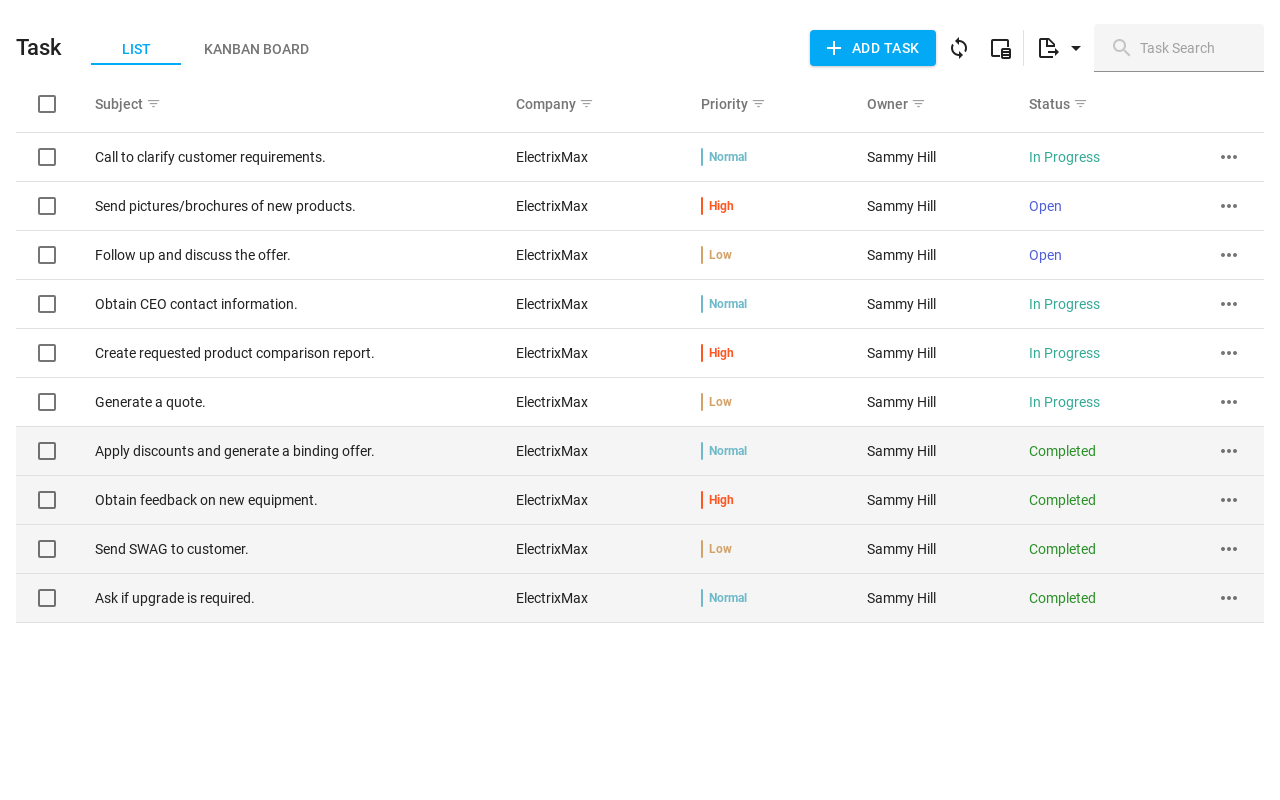 Task LIST KANBAN BOARD ADD TASK Task Search
Subject Company Priority Owner Status
Call to clarify customer requirements. ElectrixMax Normal Sammy Hill In Progress
Send pictures/brochures of new products. ElectrixMax High Sammy Hill Open
Follow up and discuss the offer. ElectrixMax Low Sammy Hill Open
Obtain CEO contact information. ElectrixMax Normal Sammy Hill In Progress
Create requested product comparison report. ElectrixMax High Sammy Hill In Progress
Generate a quote. ElectrixMax Low Sammy Hill In Progress
Apply discounts and generate a binding offer. ElectrixMax Normal Sammy Hill Completed
Obtain feedback on new equipment. ElectrixMax High Sammy Hill Completed
Send SWAG to customer. ElectrixMax Low Sammy Hill Completed
Ask if upgrade is required. ElectrixMax Normal Sammy Hill Completed